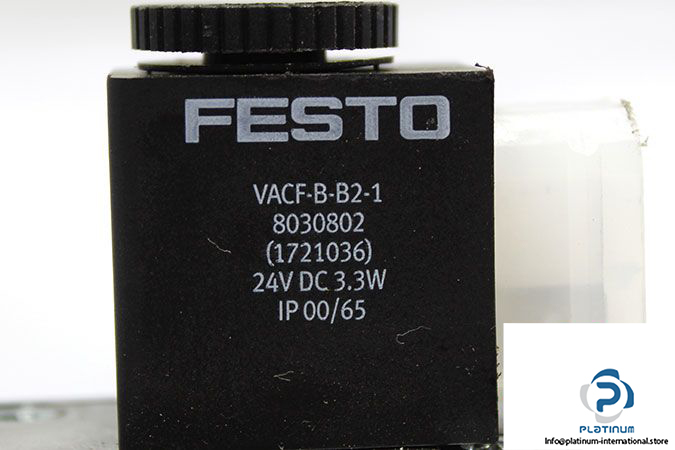 FESTO
VACF-B-B2-1
8030802
(1721036)
24V DC 3.3W
IP 00/65
PLATINUM
Info@platinum-international.store